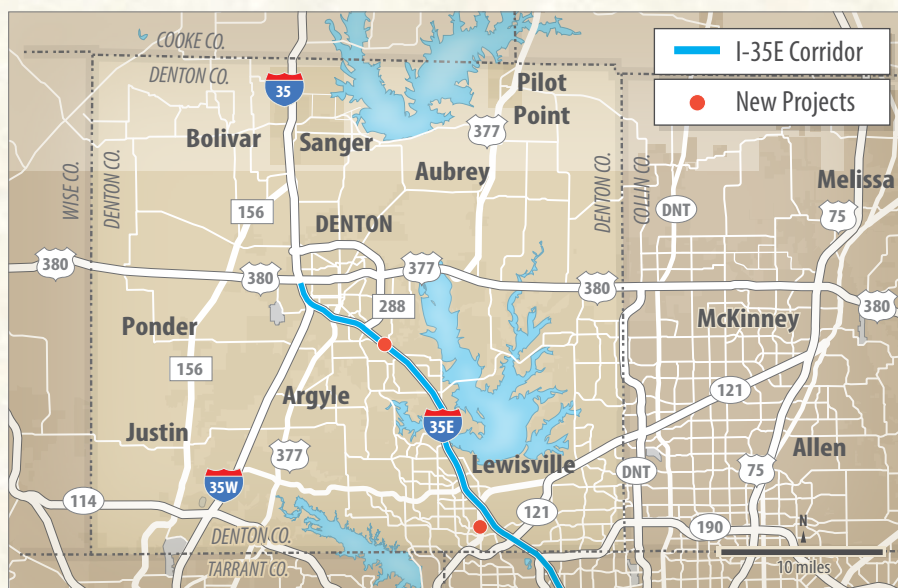 COOKE CO.
DENTON CO.
I-35E Corridor
New Projects
35
Pilot
Point
377
Bolivar
Sanger
Aubrey
WISE CO.
DENTON CO.
DENTON CO.
COLLIN CO.
DNT
Melissa
75
156
DENTON
380
380
377
380
380
288
Ponder
McKinney
156
Argyle
121
35E
Justin
377
Lewisville
Allen
35W
DNT
75
114
121
190
DENTON CO.
TARRANT CO.
N
10 miles